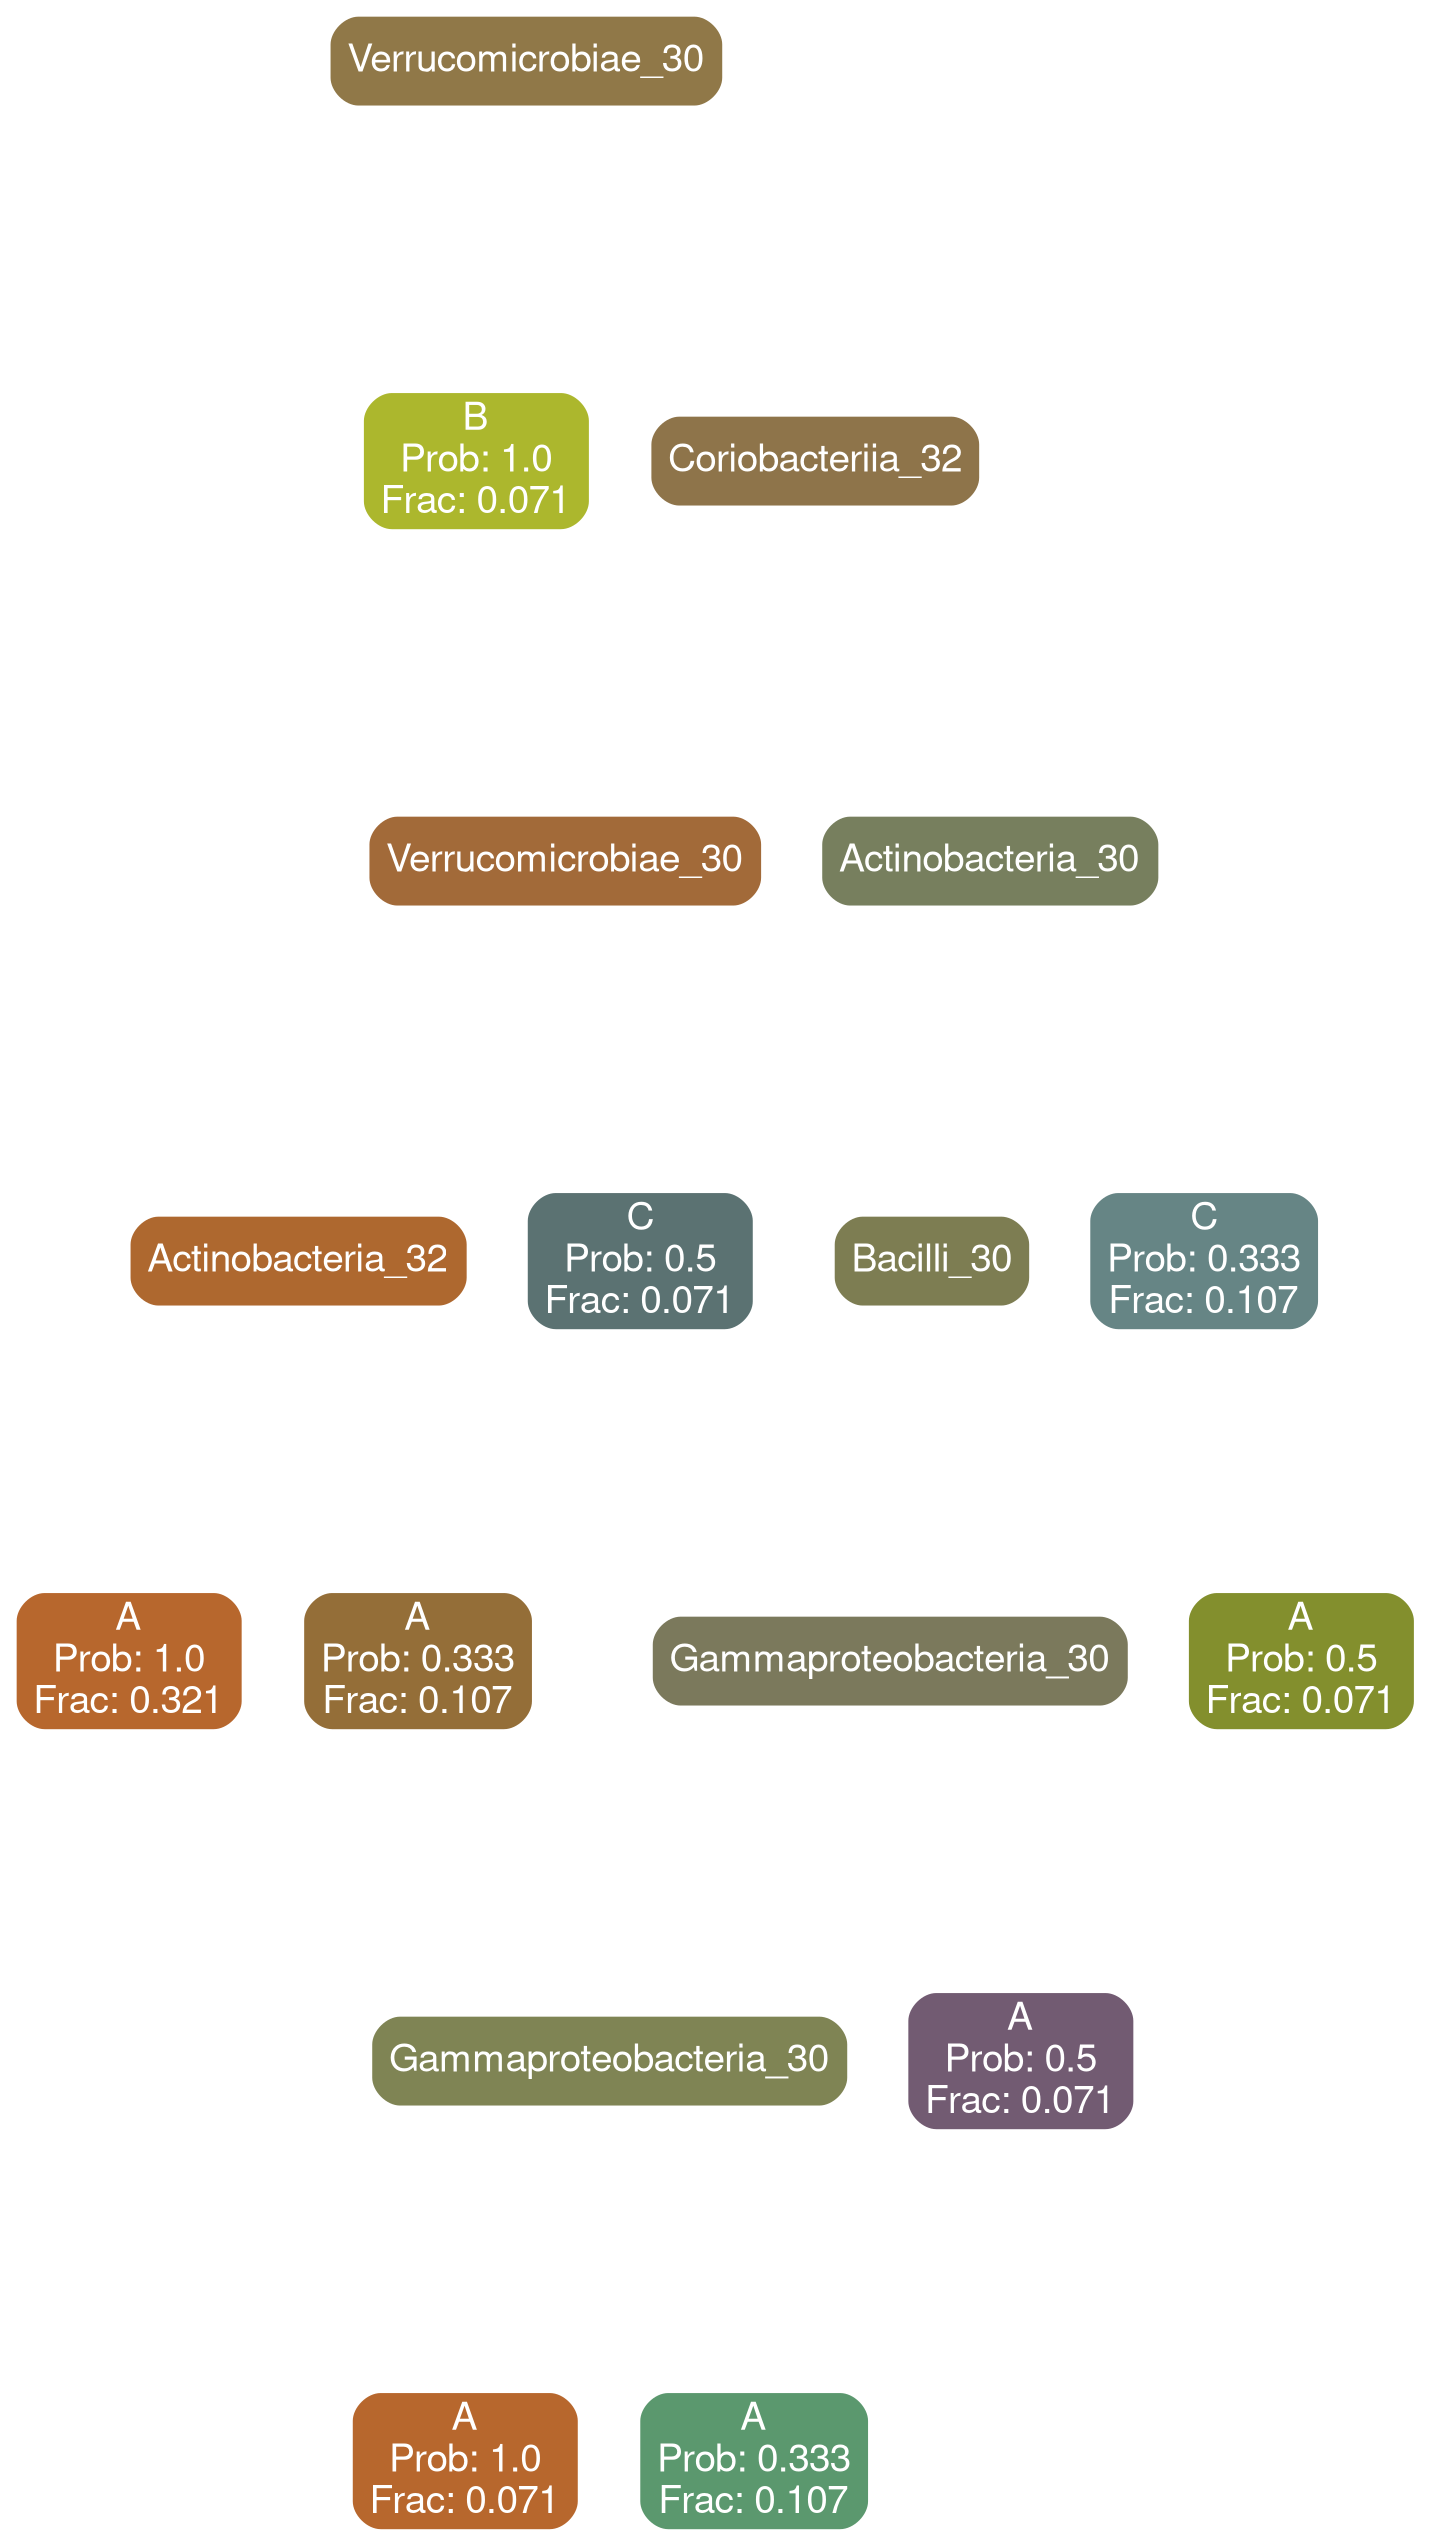 Verrucomicrobiae_30
B
Prob: 1.0
Frac: 0.071
Coriobacteriia_32
Verrucomicrobiae_30
Actinobacteria_30
Actinobacteria_32
C
Prob: 0.5
Frac: 0.071
Bacilli_30
C
Prob: 0.333
Frac: 0.107
A
Prob: 1.0
Frac: 0.321
A
Prob: 0.333
Frac: 0.107
Gammaproteobacteria_30
A
Prob: 0.5
Frac: 0.071
Gammaproteobacteria_30
A
Prob: 0.5
Frac: 0.071
A
Prob: 1.0
Frac: 0.071
A
Prob: 0.333
Frac: 0.107